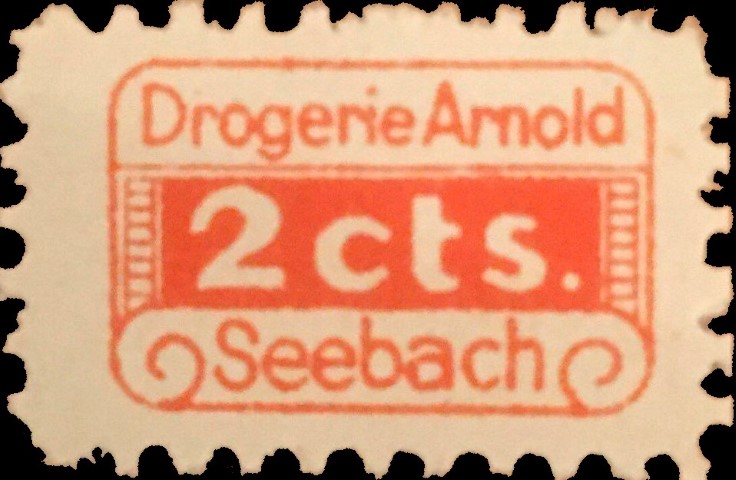 Drogerie Arnold
2 cts.
Seebach